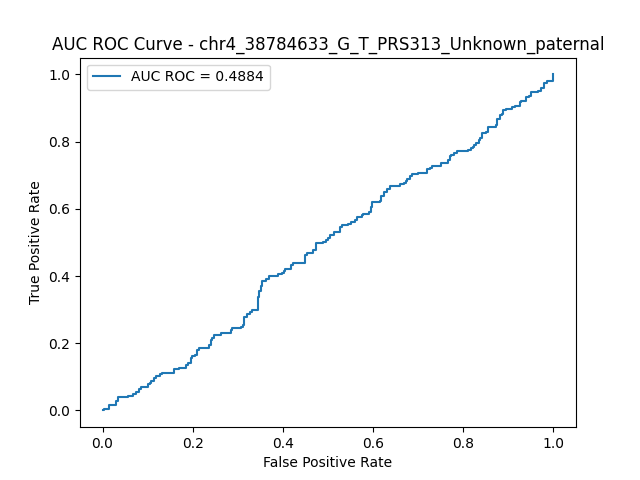 AUC ROC Curve - chr4_38784633_G_T_PRS313_Unknown_paternal
AUC ROC = 0.4884
True Positive Rate
1.0
0.8
0.6
0.4
0.2
0.0
0.0 0.2 0.4 0.6 0.8 1.0
False Positive Rate